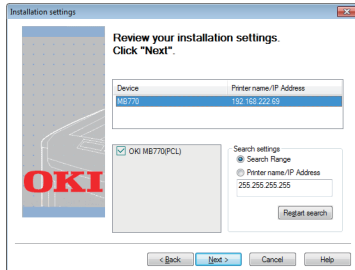 Installation settings
Review your installation settings.
Click "Next".
Device Printer name/IP Address
MB770 192.168.222.69
OKI MB770(PCL)
Search settings
Search Range
Printer name/IP Address
255.255.255.255
Restart search
OKI
< Back Next > Cancel Help